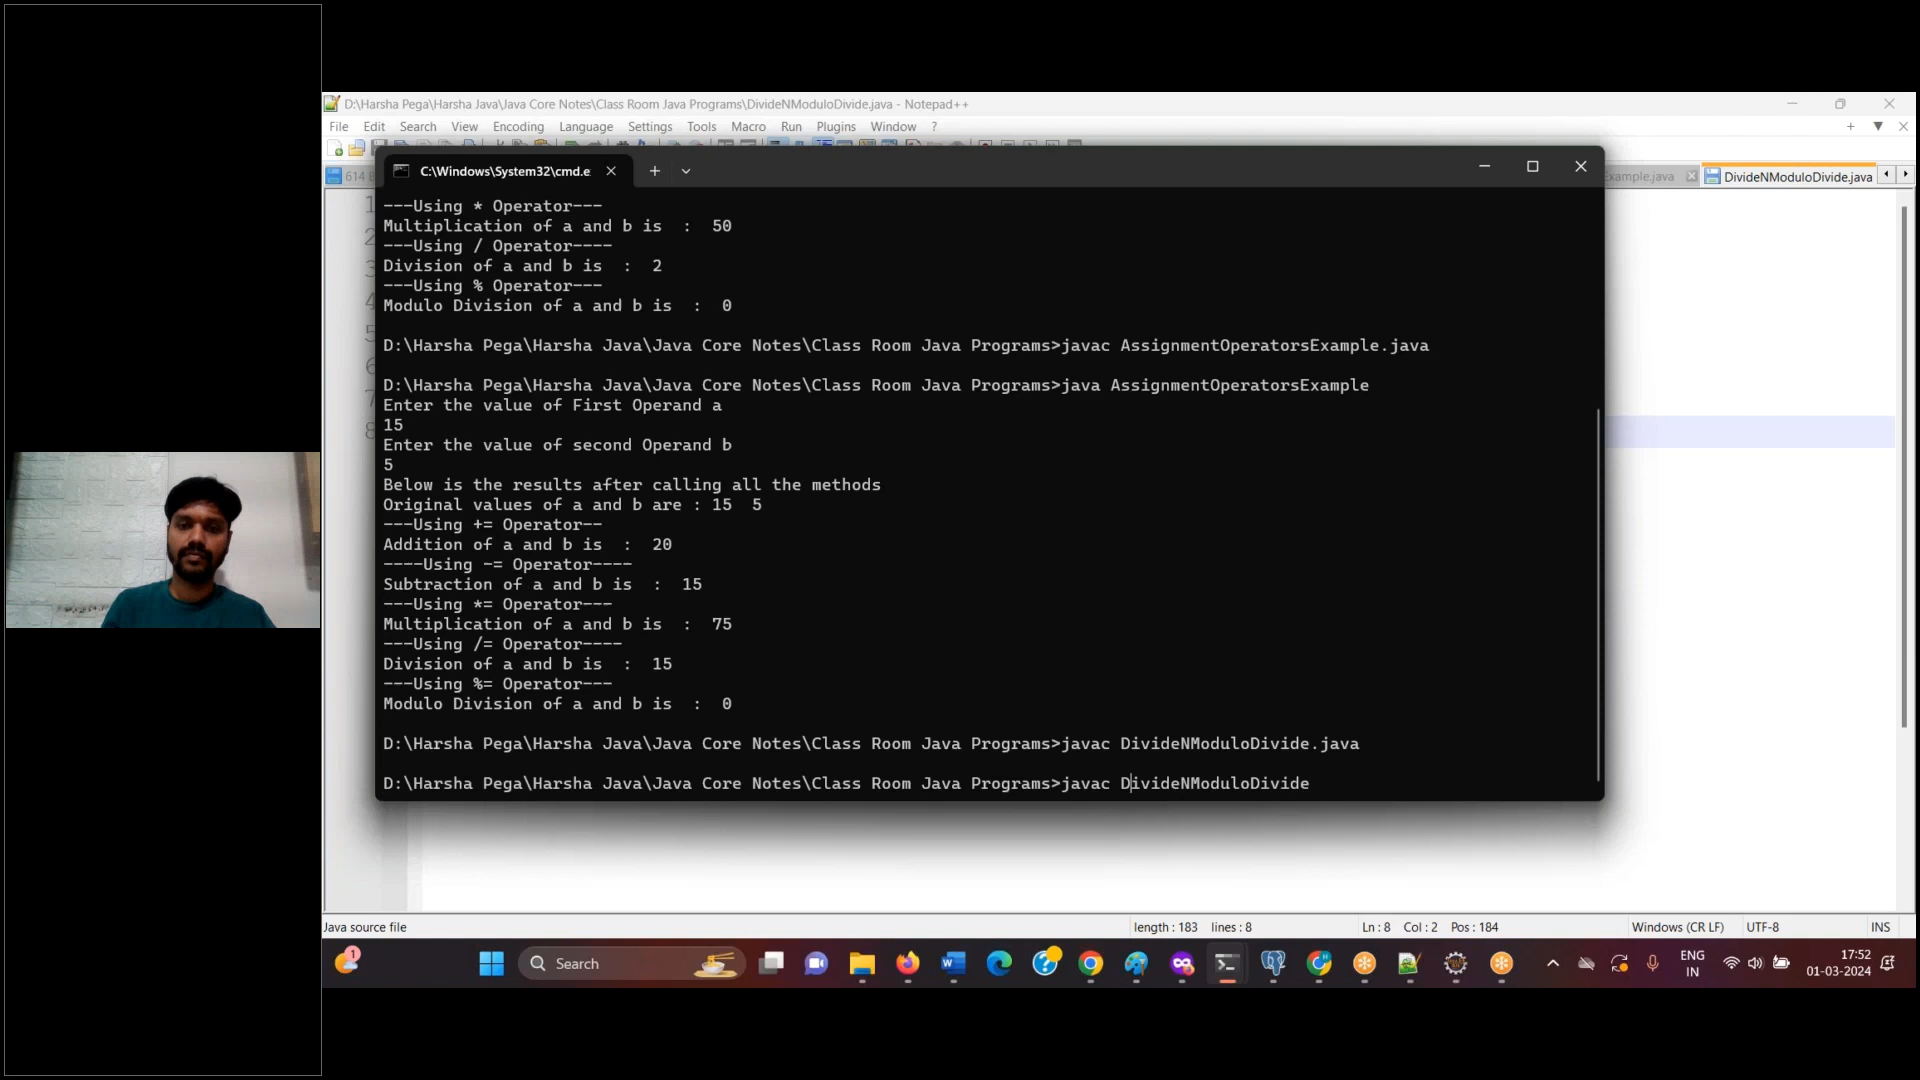 D:\Harsha Pega\Harsha Java\Java Core Notes\Class Room Java Programs\DivideNModuloDivide.java - Notepad++
File Edit Search View Encoding Language Settings Tools Macro Run Plugins Window ?
C:\Windows\System32\cmd.e
614
Example.java
DivideNModuloDivide.java
---Using * Operator---
Multiplication of a and b is  :  50
---Using / Operator----
Division of a and b is  :  2
---Using % Operator---
Modulo Division of a and b is  :  0
D:\Harsha Pega\Harsha Java\Java Core Notes\Class Room Java Programs>javac AssignmentOperatorsExample.java
D:\Harsha Pega\Harsha Java\Java Core Notes\Class Room Java Programs>java AssignmentOperatorsExample
Enter the value of First Operand a
15
Enter the value of second Operand b
5
Below is the results after calling all the methods
Original values of a and b are : 15  5
---Using += Operator--
Addition of a and b is  :  20
----Using -= Operator----
Subtraction of a and b is  :  15
---Using *= Operator---
Multiplication of a and b is  :  75
---Using /= Operator----
Division of a and b is  :  15
---Using %= Operator---
Modulo Division of a and b is  :  0
D:\Harsha Pega\Harsha Java\Java Core Notes\Class Room Java Programs>javac DivideNModuloDivide.java
D:\Harsha Pega\Harsha Java\Java Core Notes\Class Room Java Programs>javac DivideNModuloDivide
Java source file length : 183 lines : 8 Ln : 8 Col : 2 Pos : 184 Windows (CR LF) UTF-8 INS
1 Search ENG IN 17:52 01-03-2024